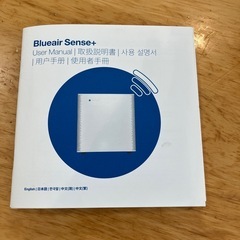 Blueair Sense+
User Manual | 取扱説明書 | 사용 설명서
| 用户手册 | 使用者手冊
English | 日本語 | 한국말 | 中文(简) | 中文(繁)